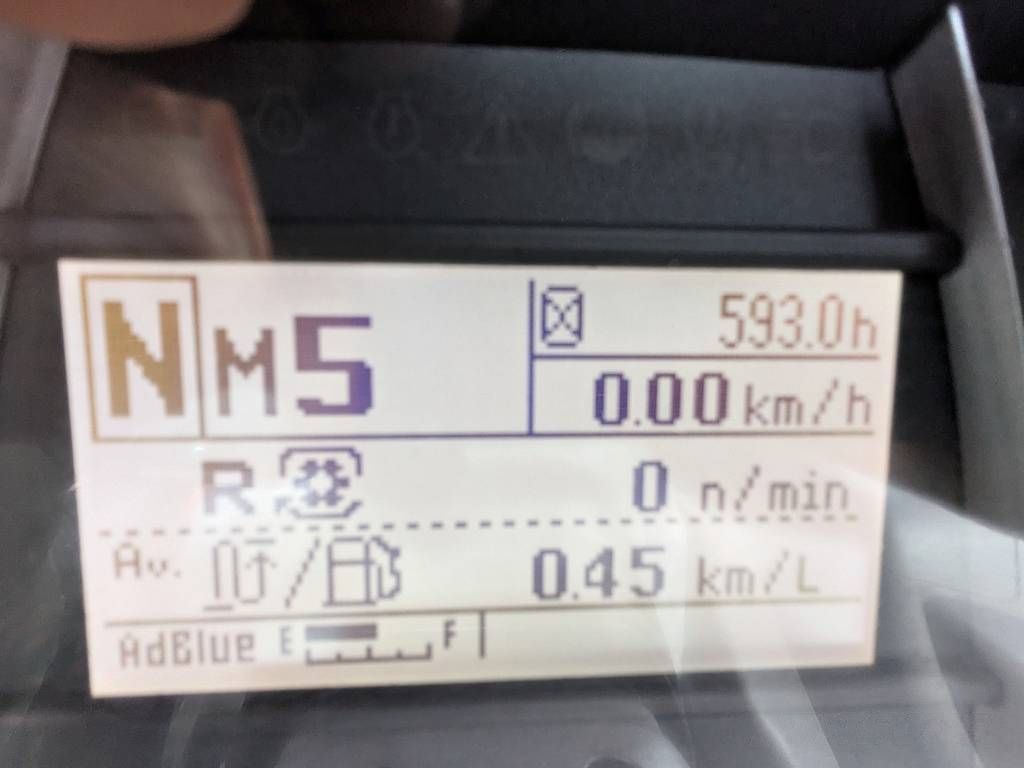 N M5
593.0h
0.00 km/h
R 0 n/min
Av. / 0.45 km/L
AdBlue E F